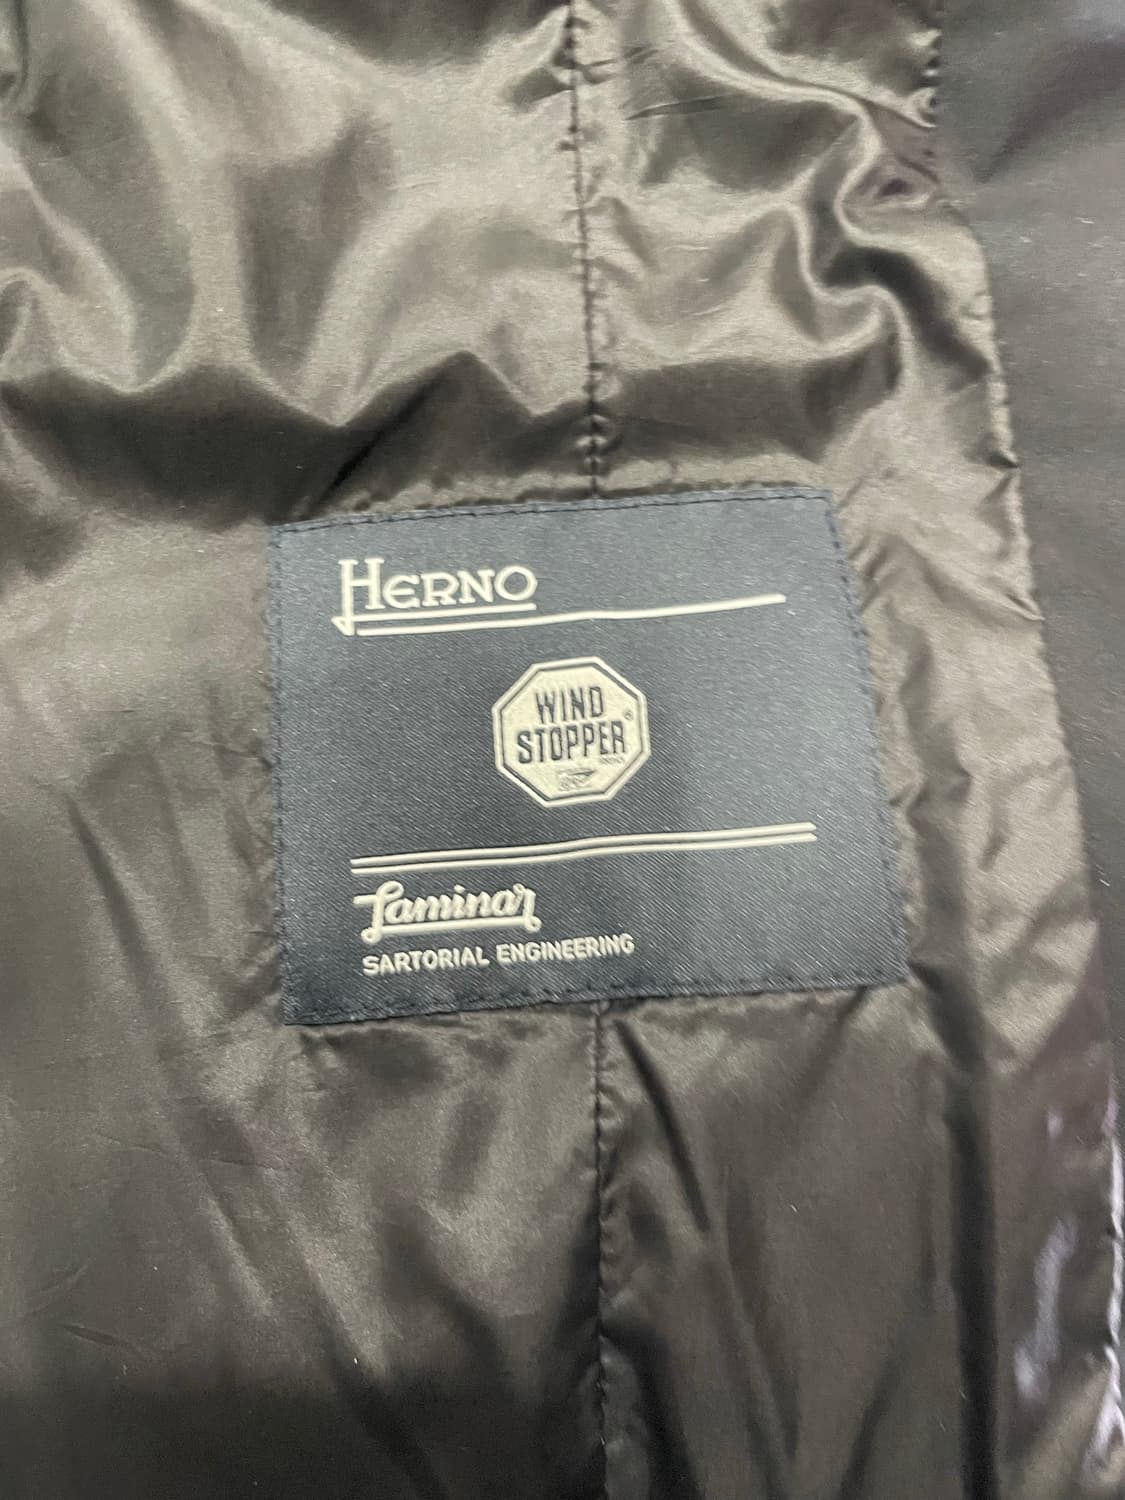 HERNO
WIND
STOPPER®
Laminar
SARTORIAL ENGINEERING